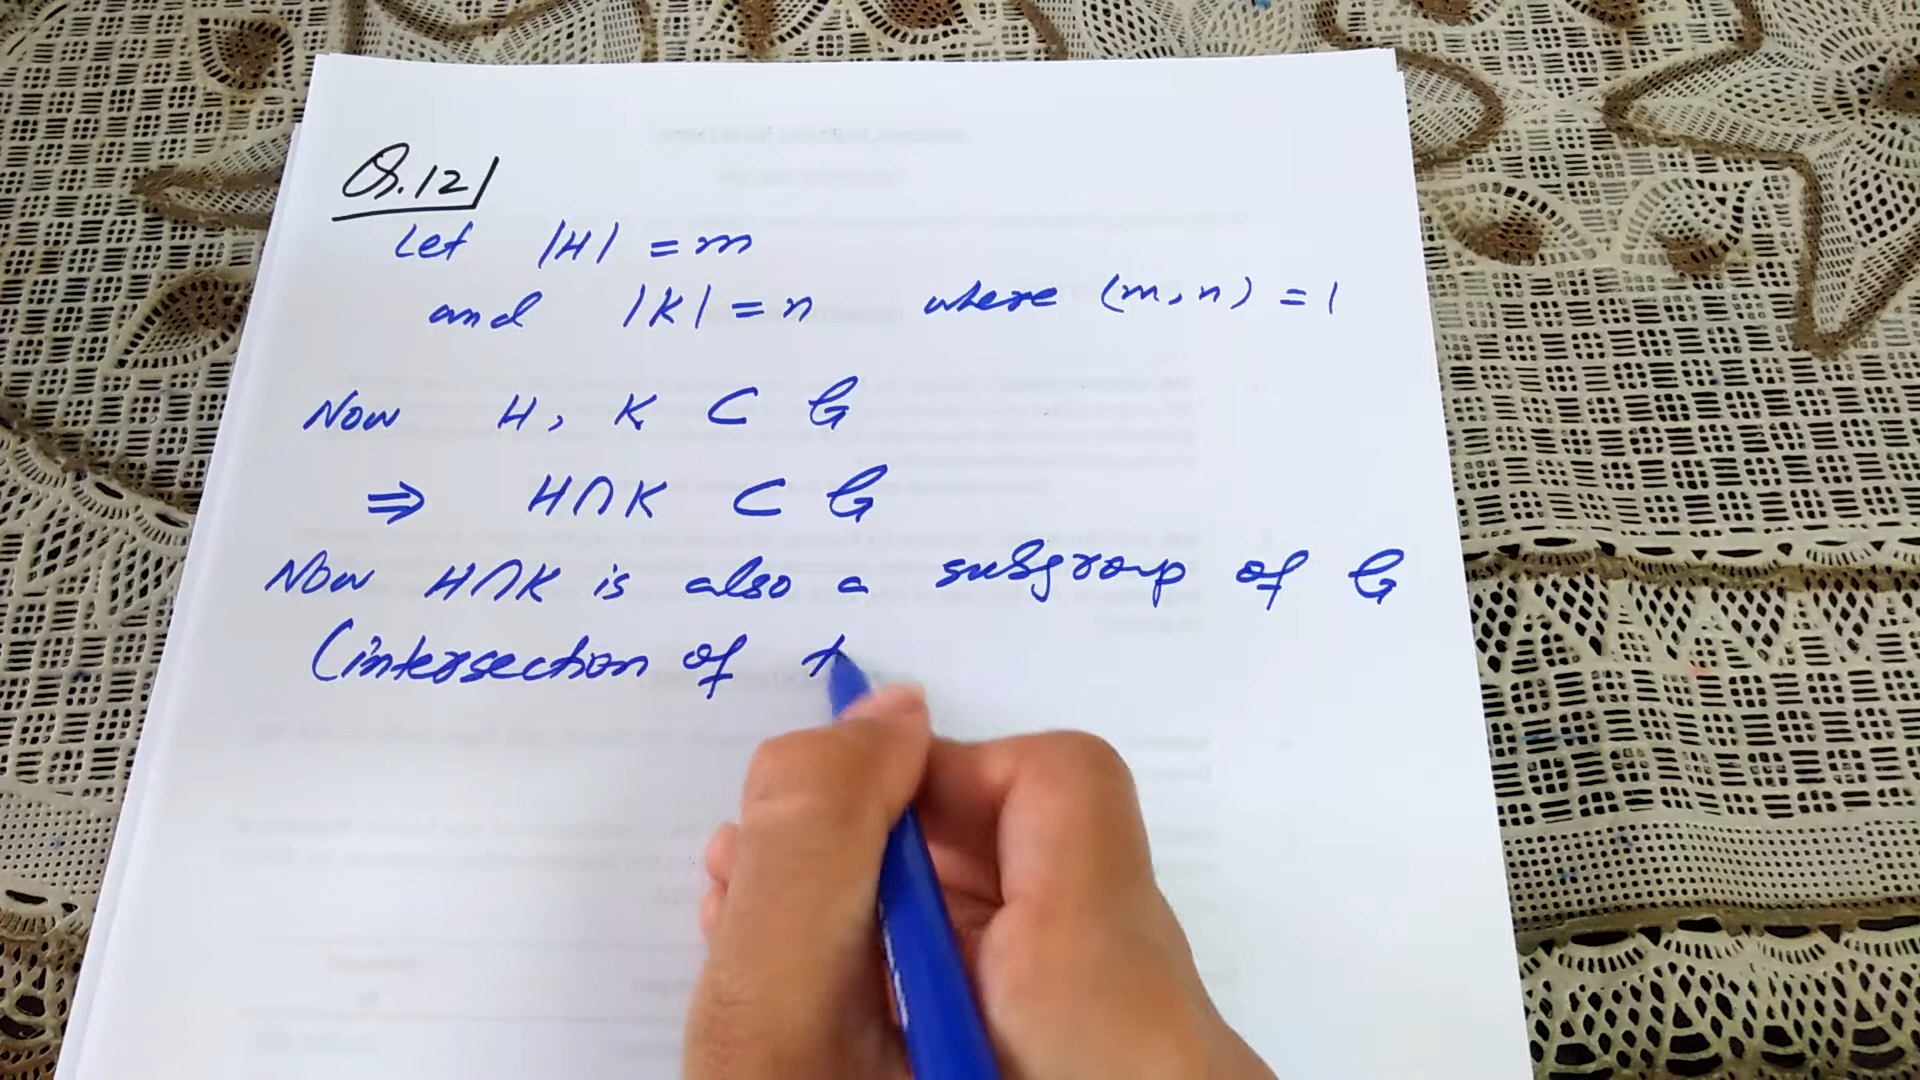 Q.12/
Let |H| = m
and |K| = n where (m,n) = 1
Now H, K ⊂ G
⇒ H∩K ⊂ G
Now H∩K is also a subgroup of G
(intersection of t